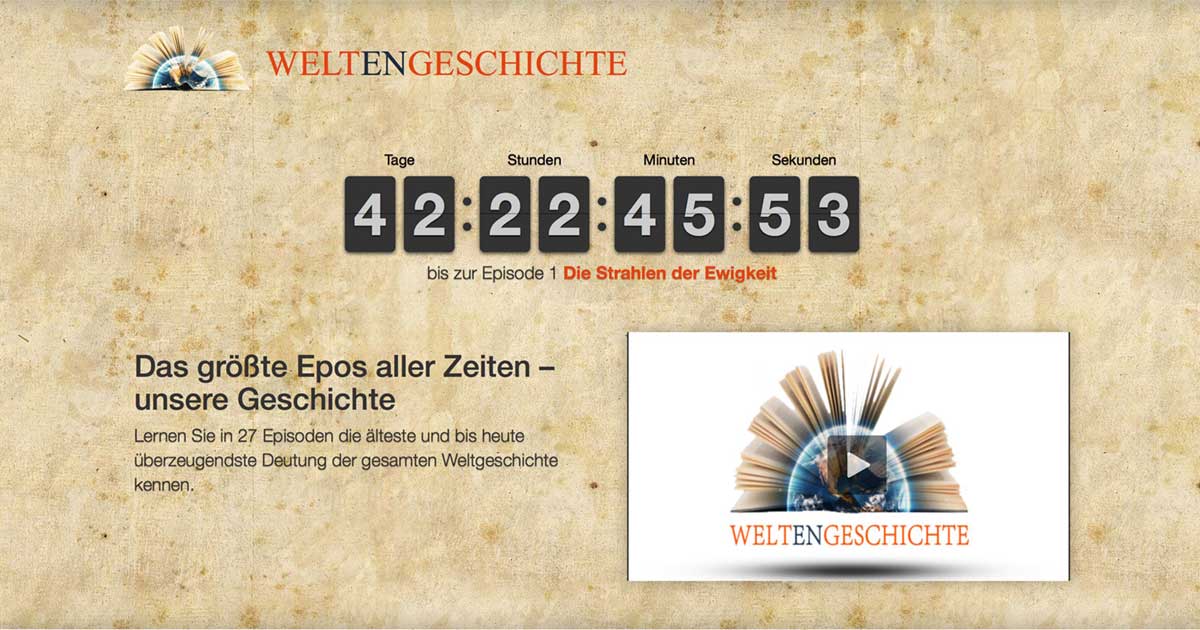 WELTENGESCHICHTE
Tage Stunden Minuten Sekunden
42:22:45:53
bis zur Episode 1 Die Strahlen der Ewigkeit
Das größte Epos aller Zeiten –
unsere Geschichte
Lernen Sie in 27 Episoden die älteste und bis heute
überzeugendste Deutung der gesamten Weltgeschichte
kennen.
WELTENGESCHICHTE